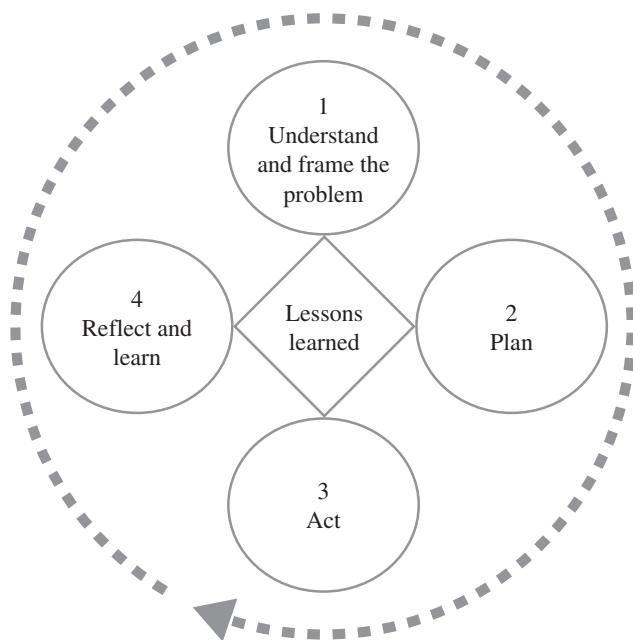 1
Understand
and frame the
problem
2
Plan
3
Act
4
Reflect and
learn
Lessons
learned